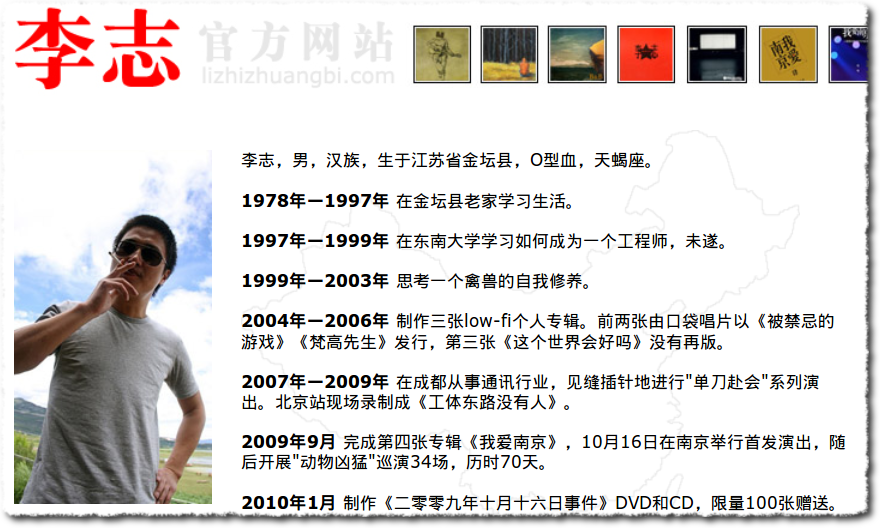 李志 官方网站
lizhizhuangbi.com
南京
我爱
李志，男，汉族，生于江苏省金坛县，O型血，天蝎座。
1978年—1997年 在金坛县老家学习生活。
1997年—1999年 在东南大学学习如何成为一个工程师，未遂。
1999年—2003年 思考一个禽兽的自我修养。
2004年—2006年 制作三张low-fi个人专辑。前两张由口袋唱片以《被禁忌的
游戏》《梵高先生》发行，第三张《这个世界会好吗》没有再版。
2007年—2009年 在成都从事通讯行业，见缝插针地进行"单刀赴会"系列演
出。北京站现场录制成《工体东路没有人》。
2009年9月 完成第四张专辑《我爱南京》，10月16日在南京举行首发演出，随
后开展"动物凶猛"巡演34场，历时70天。
2010年1月 制作《二零零九年十月十六日事件》DVD和CD，限量100张赠送。